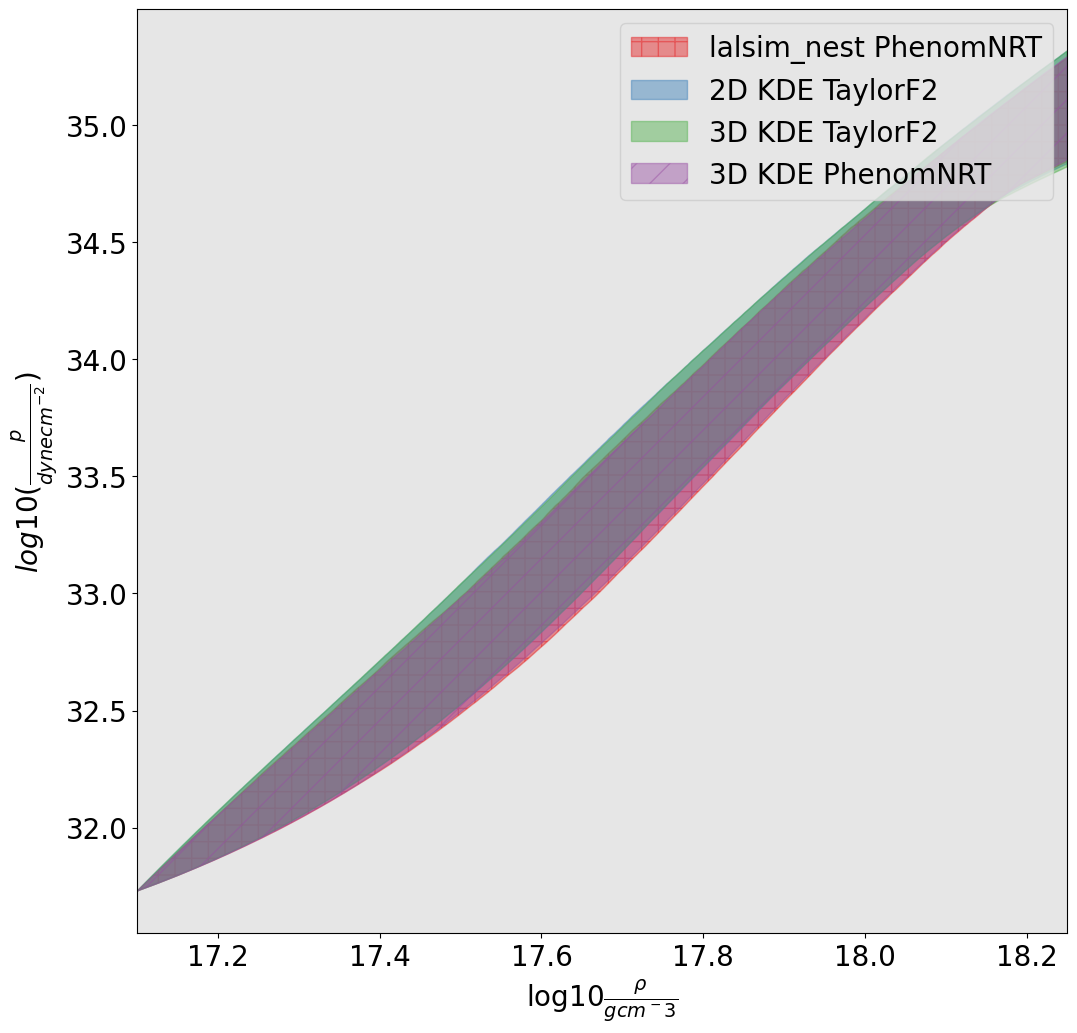 lalsim_nest PhenomNRT
2D KDE TaylorF2
3D KDE TaylorF2
3D KDE PhenomNRT
35.0
34.5
34.0
33.5
33.0
32.5
32.0
log10(p/dynecm⁻²)
17.2 17.4 17.6 17.8 18.0 18.2
log10 ρ/gcm⁻3